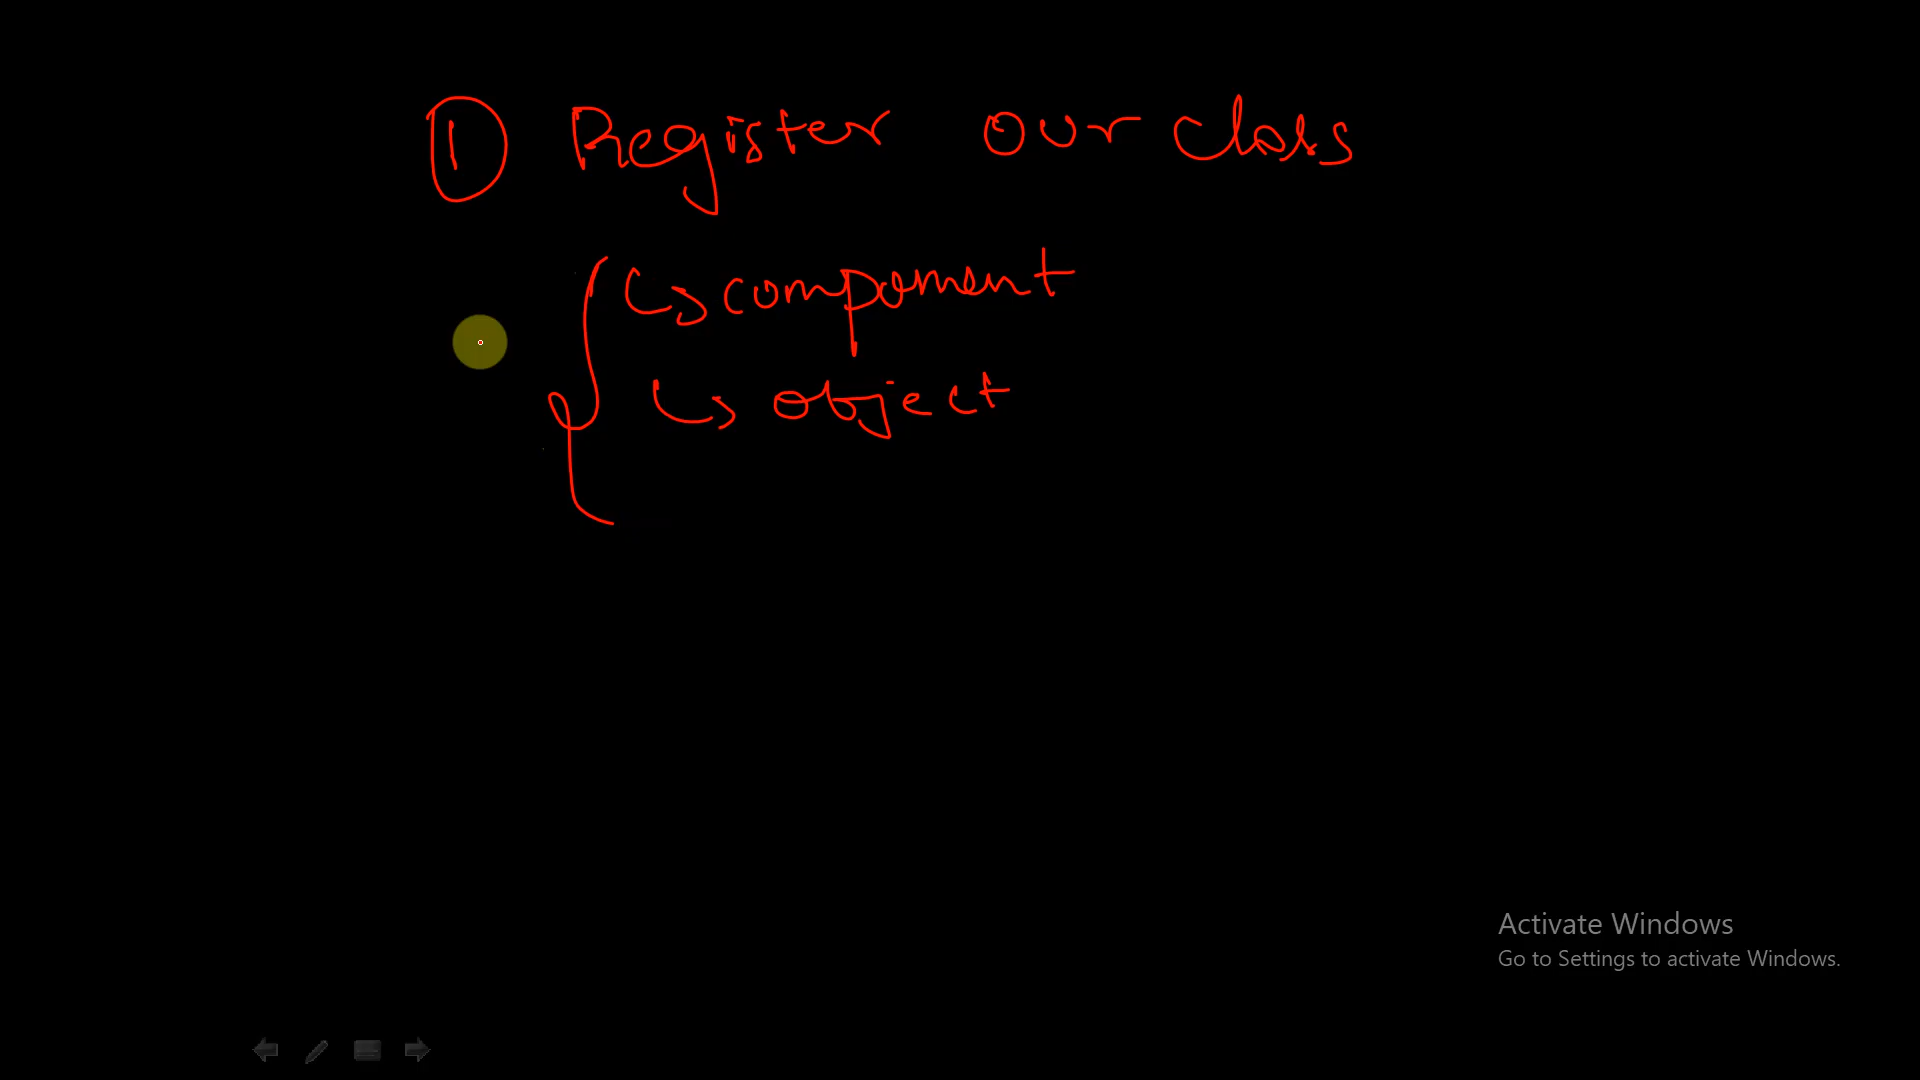 ① Register our class
↳ component
↳ object
Activate Windows
Go to Settings to activate Windows.